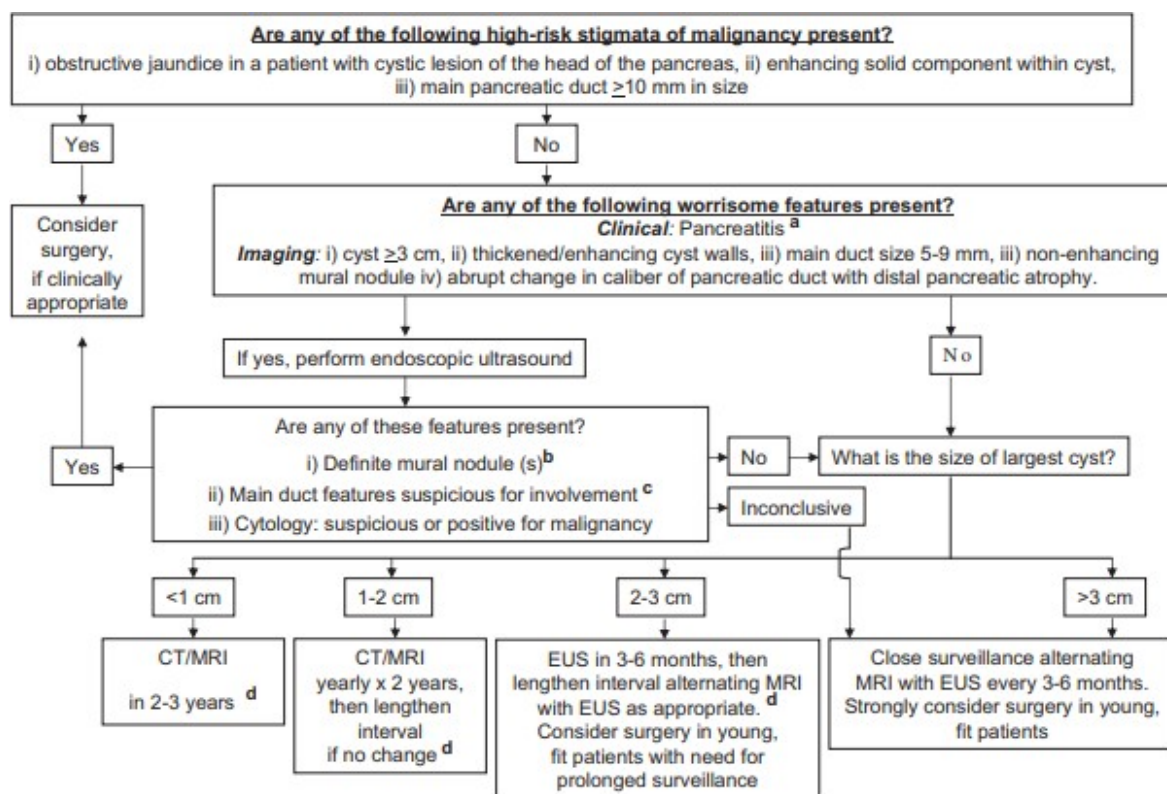 Are any of the following high-risk stigmata of malignancy present?
i) obstructive jaundice in a patient with cystic lesion of the head of the pancreas, ii) enhancing solid component within cyst,
iii) main pancreatic duct ≥10 mm in size
Yes
No
Consider
surgery,
if clinically
appropriate
Are any of the following worrisome features present?
Clinical: Pancreatitis a
Imaging: i) cyst ≥3 cm, ii) thickened/enhancing cyst walls, iii) main duct size 5-9 mm, iii) non-enhancing
mural nodule iv) abrupt change in caliber of pancreatic duct with distal pancreatic atrophy.
If yes, perform endoscopic ultrasound
No
Are any of these features present?
i) Definite mural nodule (s)b
ii) Main duct features suspicious for involvement c
iii) Cytology: suspicious or positive for malignancy
Yes
No
What is the size of largest cyst?
Inconclusive
<1 cm
1-2 cm
2-3 cm
>3 cm
CT/MRI
in 2-3 years d
CT/MRI
yearly x 2 years,
then lengthen
interval
if no change d
EUS in 3-6 months, then
lengthen interval alternating MRI
with EUS as appropriate. d
Consider surgery in young,
fit patients with need for
prolonged surveillance
Close surveillance alternating
MRI with EUS every 3-6 months.
Strongly consider surgery in young,
fit patients